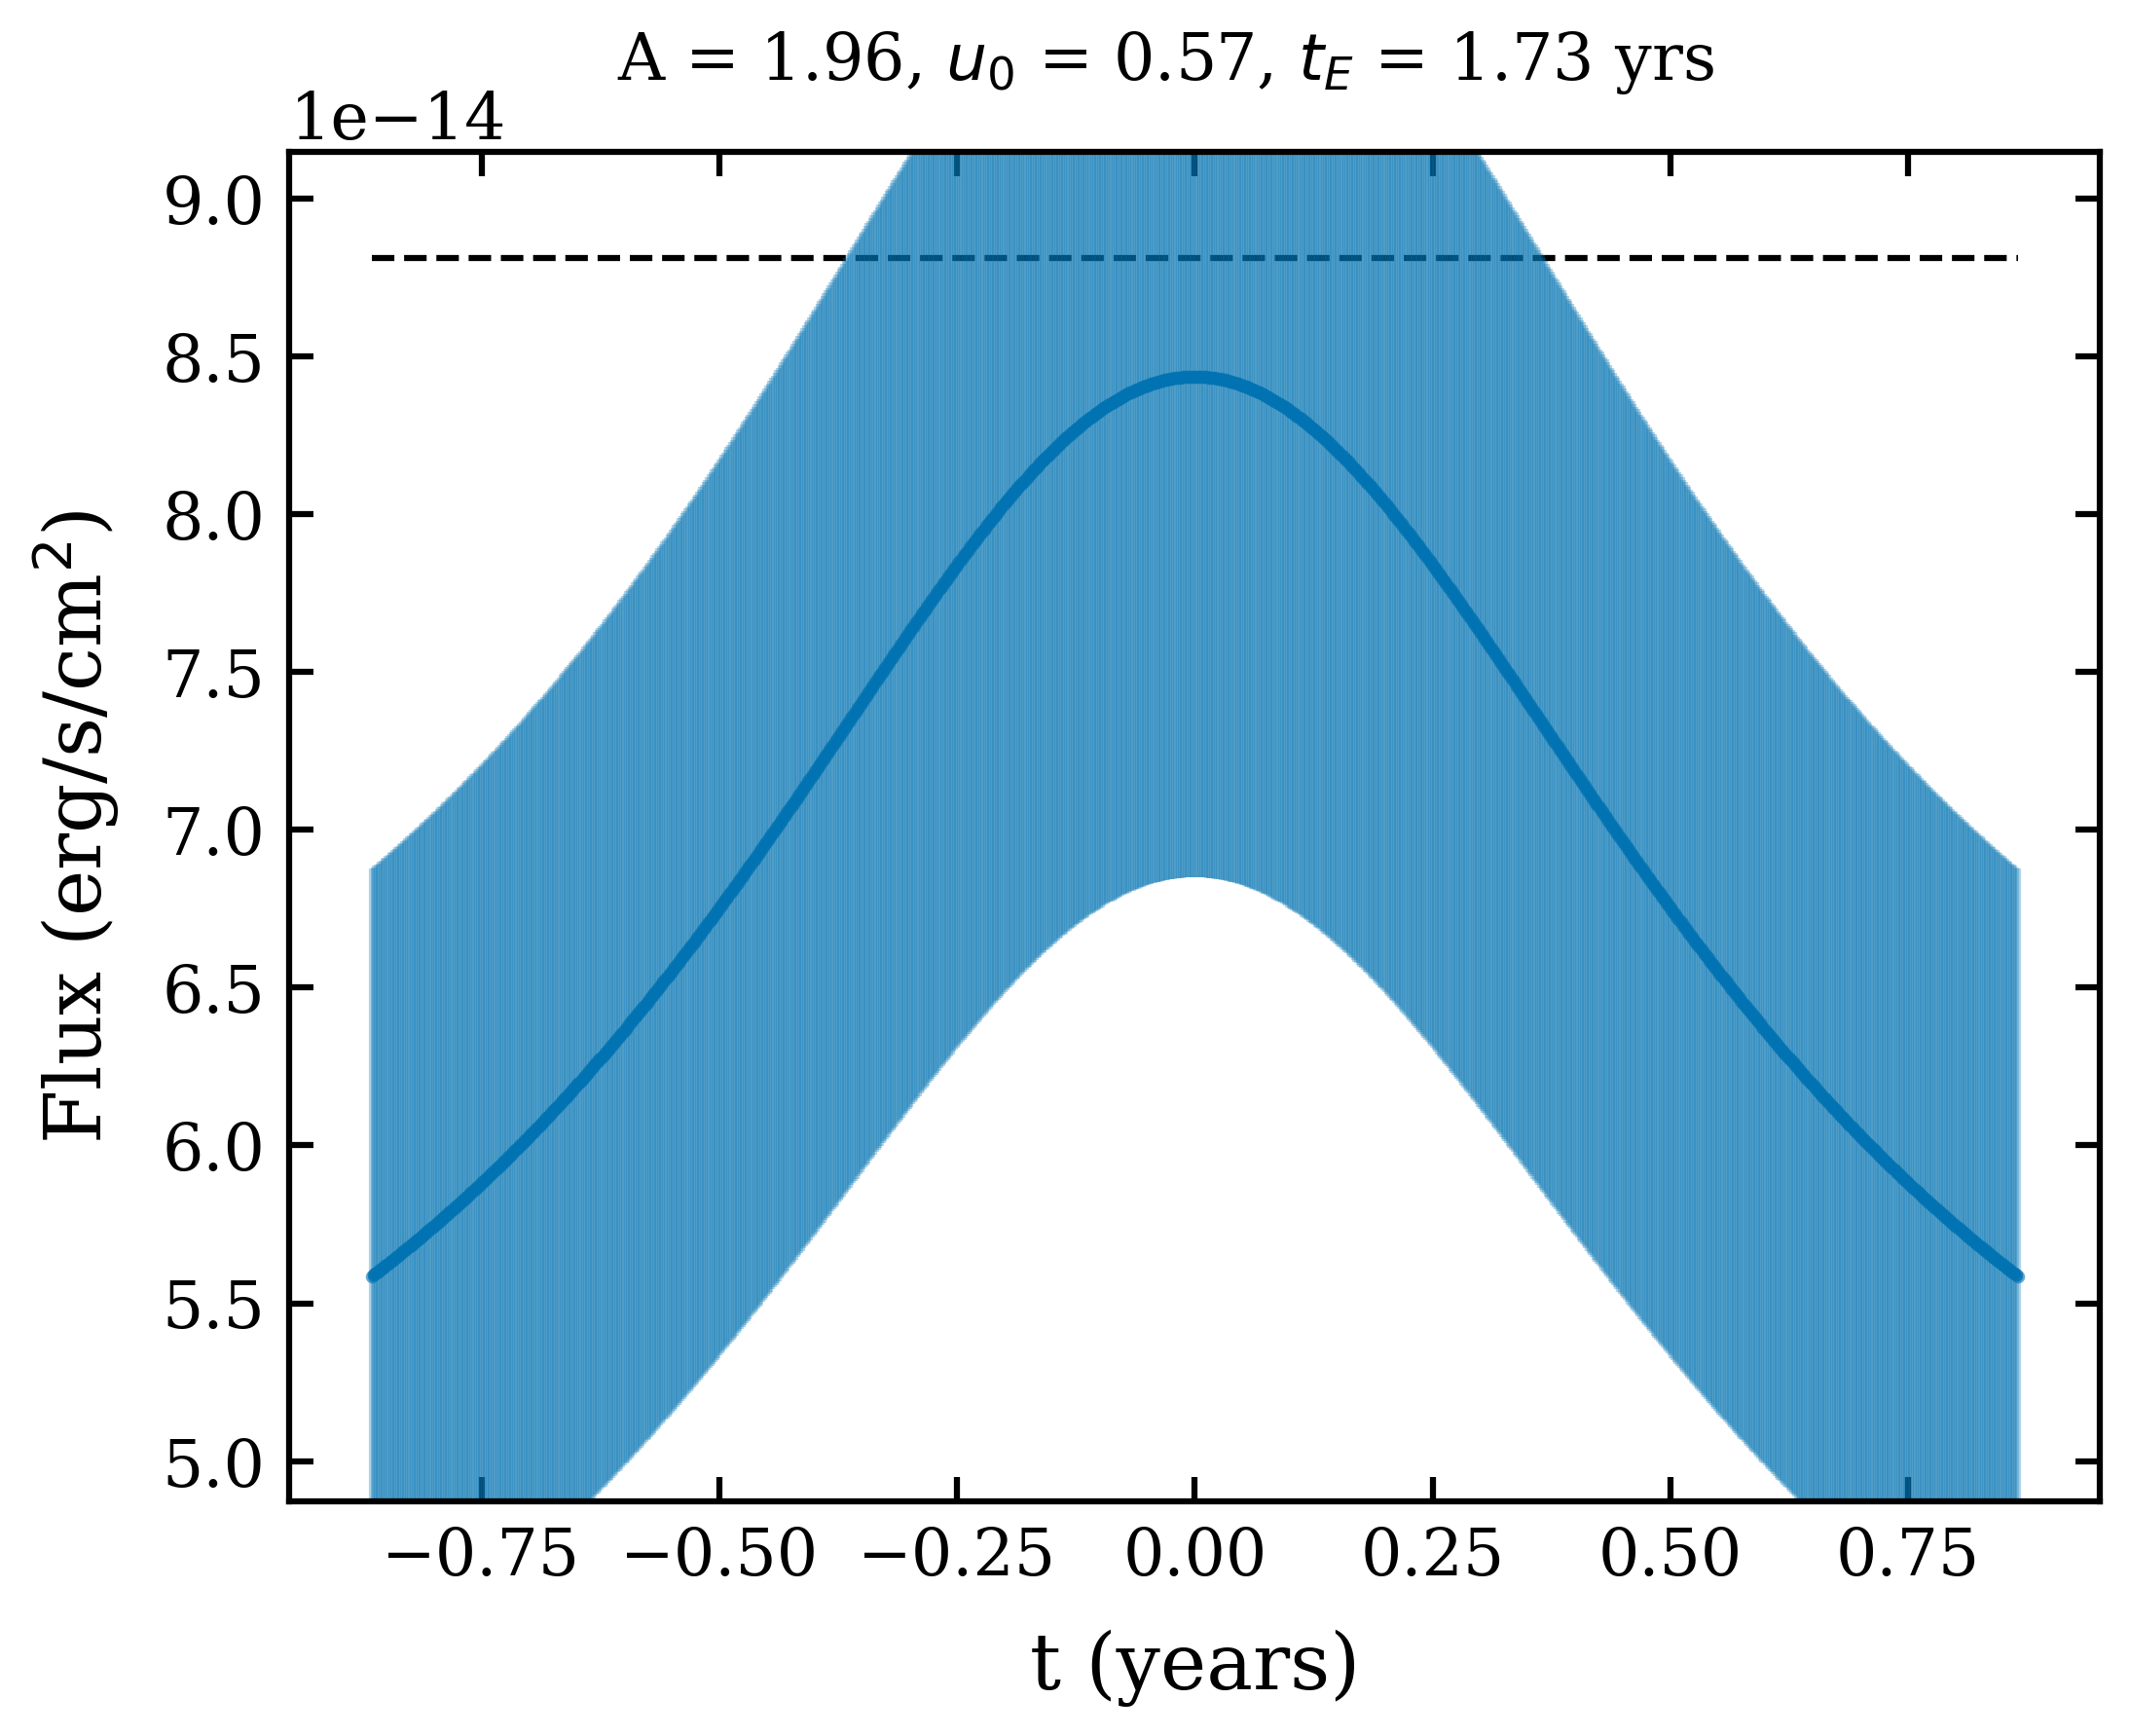 A = 1.96, u₀ = 0.57, t_E = 1.73 yrs
1e−14
9.0
8.5
8.0
7.5
7.0
6.5
6.0
5.5
5.0
Flux (erg/s/cm²)
−0.75 −0.50 −0.25 0.00 0.25 0.50 0.75
t (years)